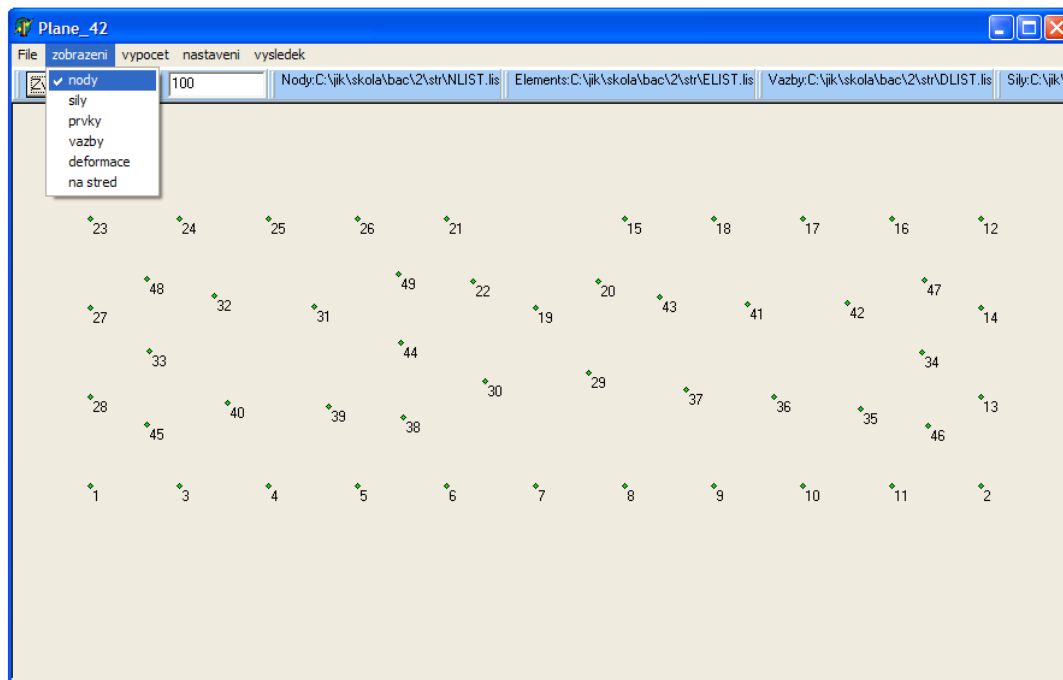 Plane_42
File zobrazeni vypocet nastaveni vysledek
100 Nody:C:\jik\skola\bac\2\str\NLIST.lis Elements:C:\jik\skola\bac\2\str\ELIST.lis Vazby:C:\jik\skola\bac\2\str\DLIST.lis Sily:C:\jik\
nody
sily
prvky
vazby
deformace
na stred
23 24 25 26 21 15 18 17 16 12
48 32 31 49 22 19 20 43 41 42 47
27 14
33 44 34
30 29 37 36 35
28 40 39 38 13
45 46
1 3 4 5 6 7 8 9 10 11 2